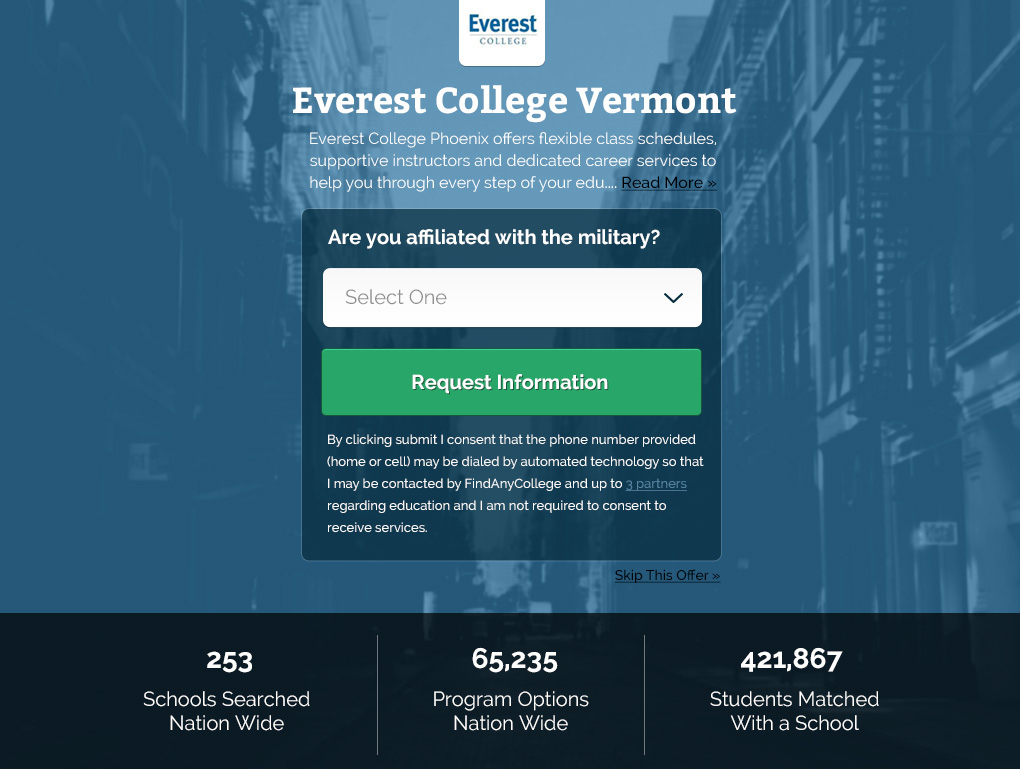 Everest
COLLEGE
Everest College Vermont
Everest College Phoenix offers flexible class schedules,
supportive instructors and dedicated career services to
help you through every step of your edu.... Read More »
Are you affiliated with the military?
Select One
Request Information
By clicking submit I consent that the phone number provided
(home or cell) may be dialed by automated technology so that
I may be contacted by FindAnyCollege and up to 3 partners
regarding education and I am not required to consent to
receive services.
Skip This Offer »
253
Schools Searched
Nation Wide
65,235
Program Options
Nation Wide
421,867
Students Matched
With a School